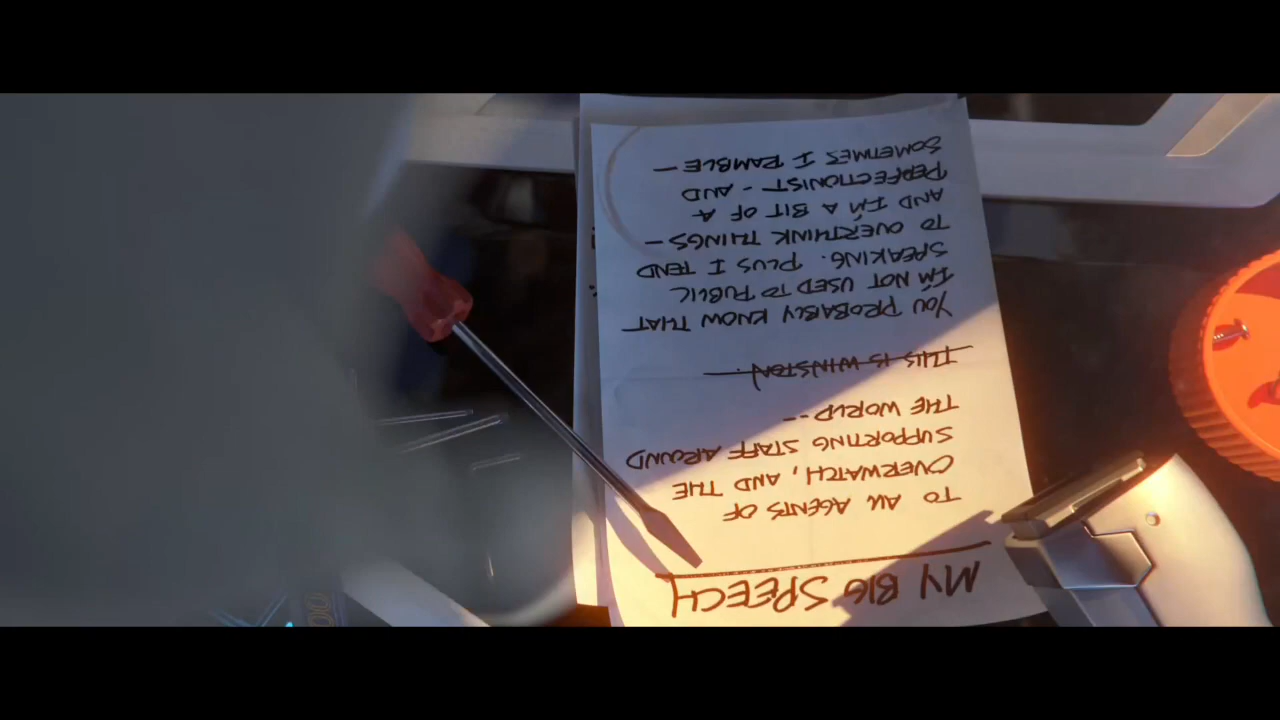 MY BIG SPEECH
TO ALL AGENTS OF
OVERWATCH, AND THE
SUPPORTING STAFF AROUND
THE WORLD--
THIS IS WINSTON.
YOU PROBABLY KNOW THAT
I'M NOT USED TO PUBLIC
SPEAKING. PLUS I TEND
TO OVERTHINK THINGS -
AND I'M A BIT OF A
PERFECTIONIST - AND
SOMETIMES I RAMBLE -